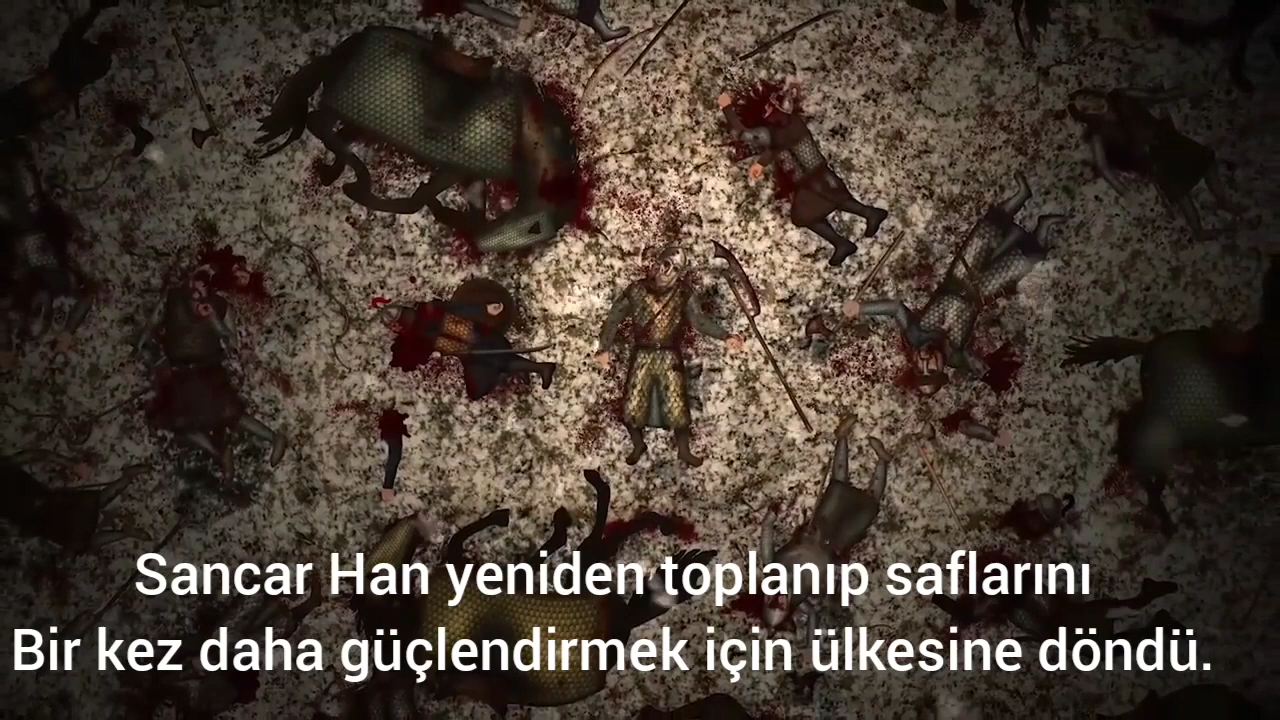 Sancar Han yeniden toplanıp saflarını
Bir kez daha güçlendirmek için ülkesine döndü.